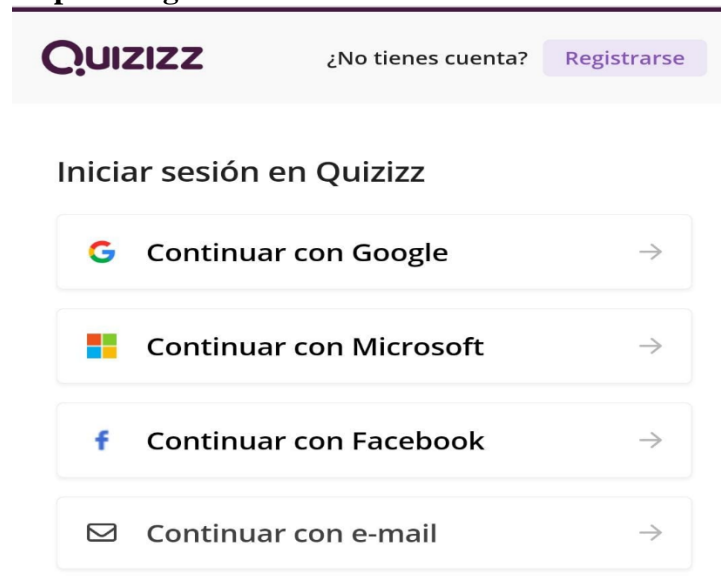 Quizizz
¿No tienes cuenta? Registrarse
Iniciar sesión en Quizizz
Continuar con Google
Continuar con Microsoft
Continuar con Facebook
Continuar con e-mail